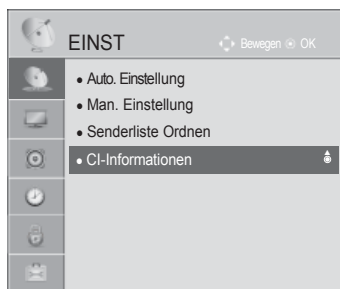 EINST
Bewegen OK
• Auto. Einstellung
• Man. Einstellung
• Senderliste Ordnen
• CI-Informationen